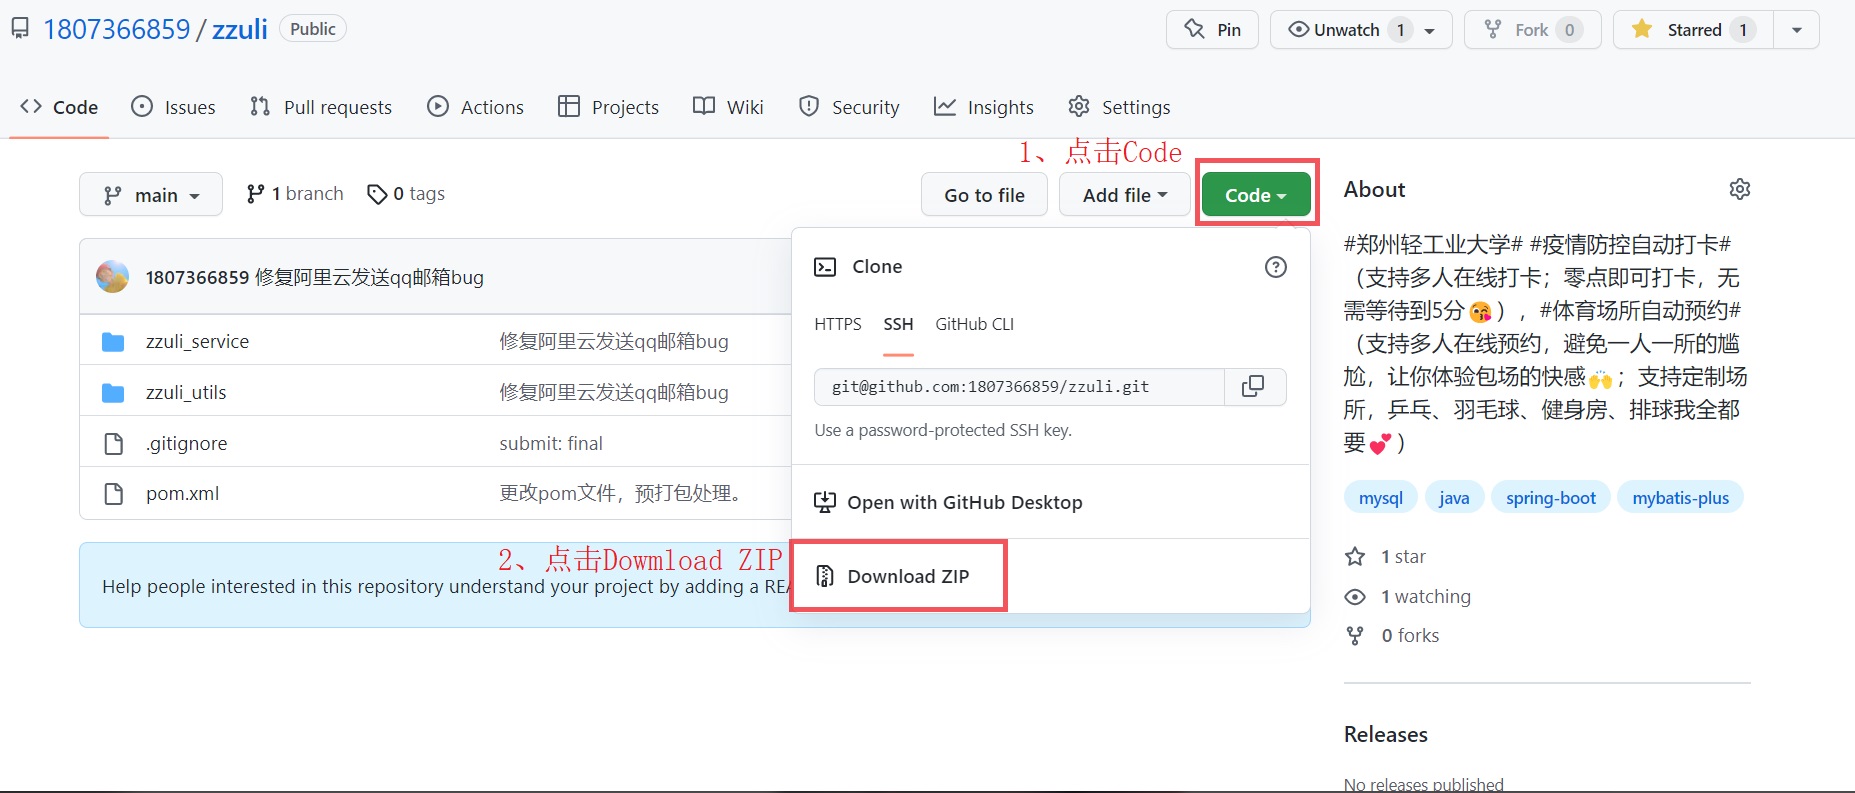 1807366859 / zzuli Public
Pin
Unwatch 1
Fork 0
Starred 1
Code
Issues
Pull requests
Actions
Projects
Wiki
Security
Insights
Settings
1、点击Code
main
1 branch
0 tags
Go to file
Add file
Code
1807366859 修复阿里云发送qq邮箱bug
zzuli_service 修复阿里云发送qq邮箱bug
zzuli_utils 修复阿里云发送qq邮箱bug
.gitignore submit: final
pom.xml 更改pom文件，预打包处理。
2、点击Dowmload ZIP
Help people interested in this repository understand your project by adding a REA
Clone
HTTPS SSH GitHub CLI
git@github.com:1807366859/zzuli.git
Use a password-protected SSH key.
Open with GitHub Desktop
Download ZIP
About
#郑州轻工业大学# #疫情防控自动打卡#
（支持多人在线打卡；零点即可打卡，无
需等待到5分😘），#体育场所自动预约#
（支持多人在线预约，避免一人一所的尴
尬，让你体验包场的快感🙌；支持定制场
所，乒乓、羽毛球、健身房、排球我全都
要💕）
mysql java spring-boot mybatis-plus
1 star
1 watching
0 forks
Releases
No releases published